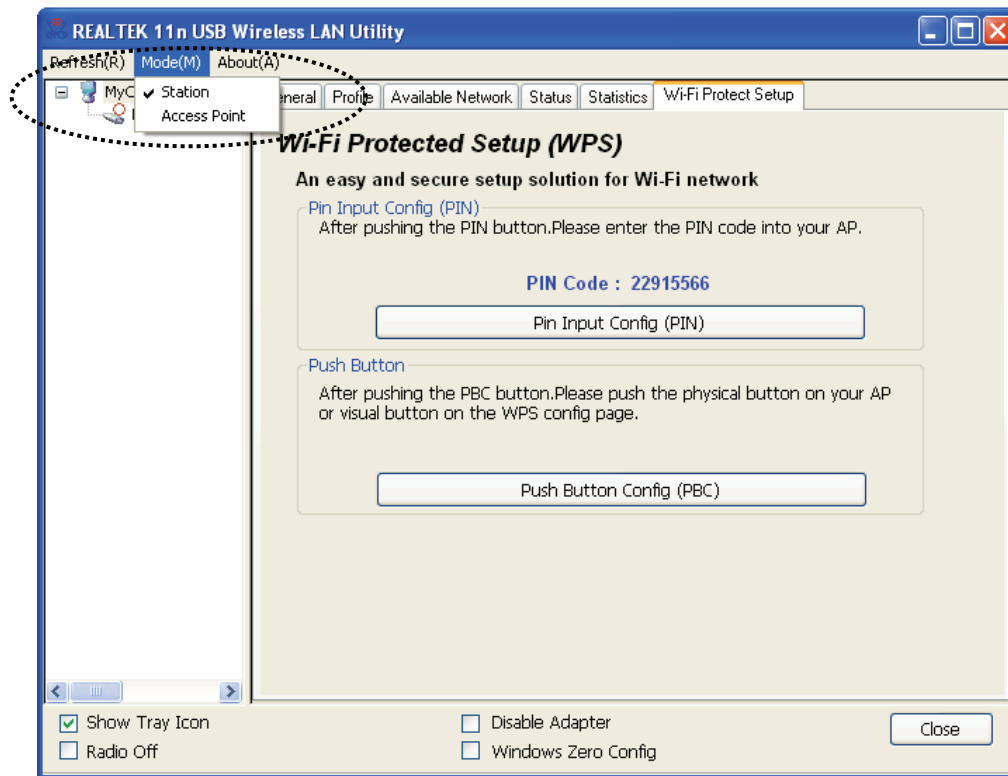 REALTEK 11n USB Wireless LAN Utility
Refresh(R) Mode(M) About(A)
MyC
Station
Access Point
eneral Profile Available Network Status Statistics Wi-Fi Protect Setup
Wi-Fi Protected Setup (WPS)
An easy and secure setup solution for Wi-Fi network
Pin Input Config (PIN)
After pushing the PIN button.Please enter the PIN code into your AP.
PIN Code : 22915566
Pin Input Config (PIN)
Push Button
After pushing the PBC button.Please push the physical button on your AP
or visual button on the WPS config page.
Push Button Config (PBC)
Show Tray Icon
Radio Off
Disable Adapter
Windows Zero Config
Close